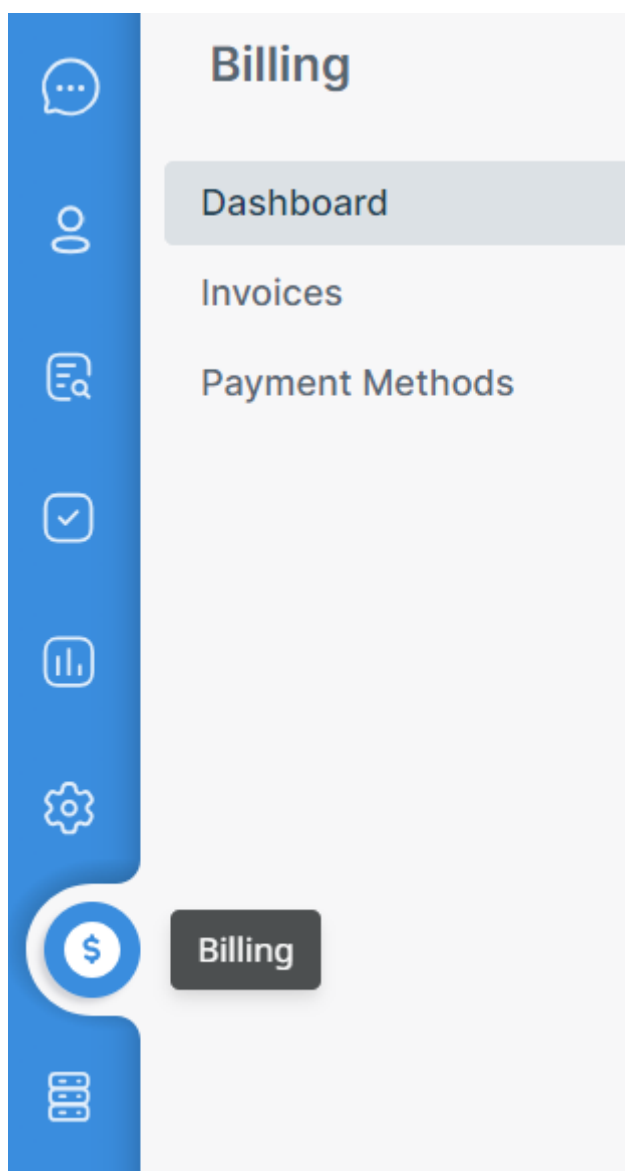 Billing
Dashboard
Invoices
Payment Methods
$
Billing